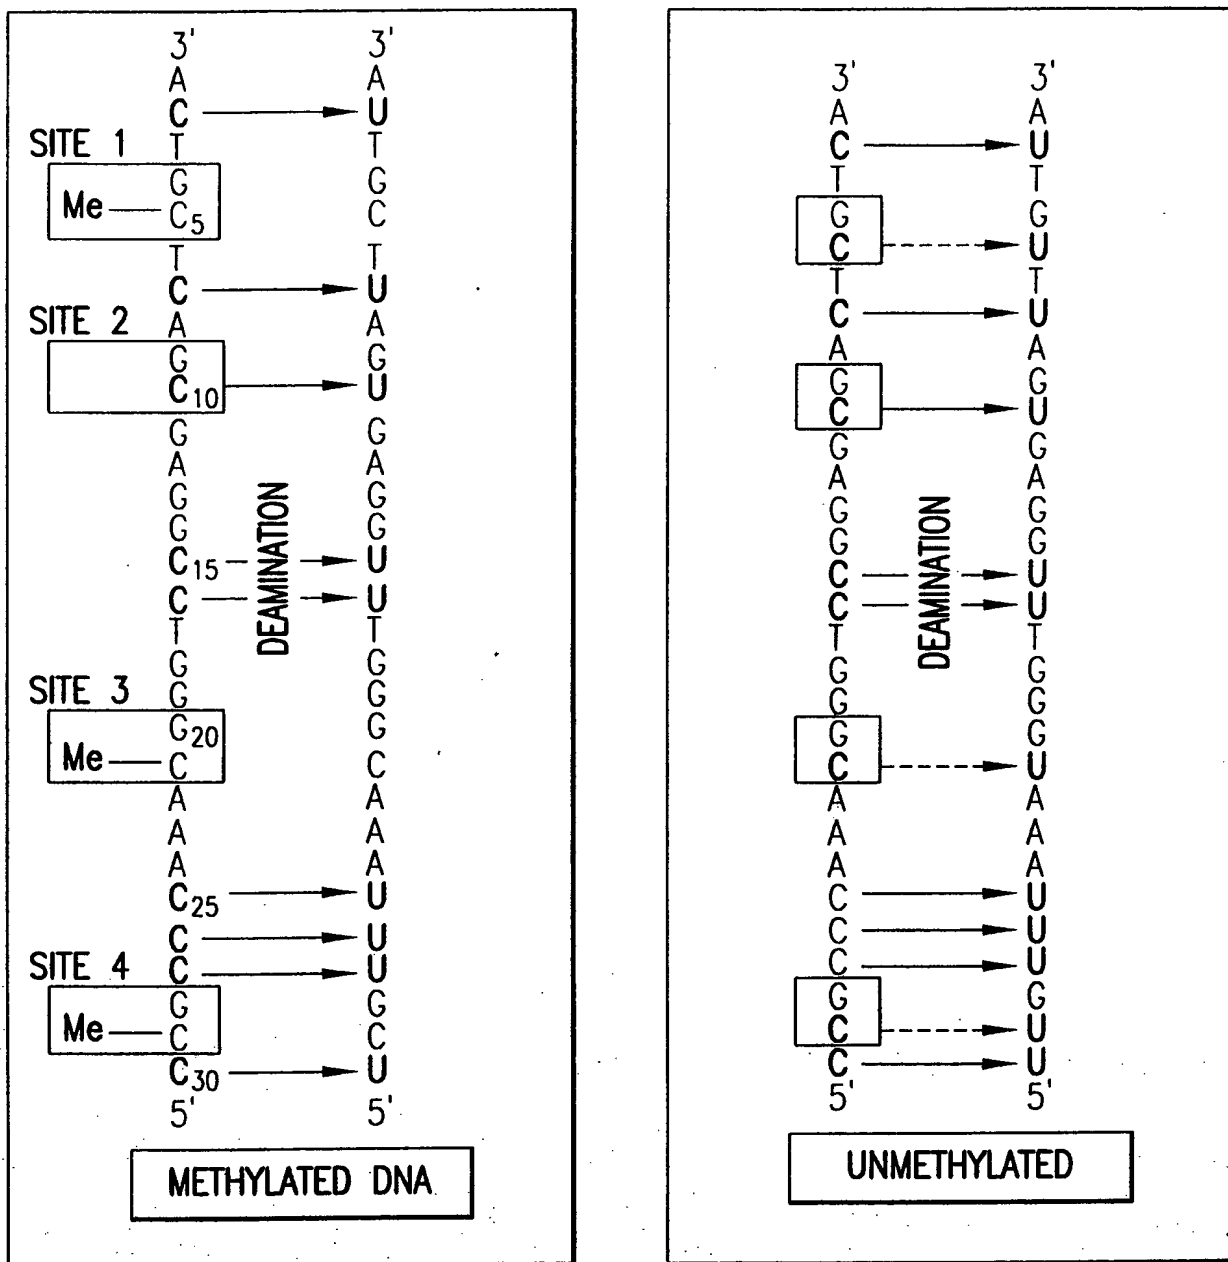 3' 3'
A A
C U
SITE 1 T T
G G
Me C5 C
T T
C U
SITE 2 A A
G G
C10 U
G G
A A
G G
G G
C15 U
C U
DEAMINATION
T T
G G
SITE 3 G G
G20 G
Me C C
A A
A A
A A
C25 U
C U
SITE 4 C U
G G
Me C C
C30 U
5' 5'
METHYLATED DNA
3' 3'
A A
C U
T T
G G
C U
T T
C U
A A
G G
C U
G G
A A
G G
G G
C U
C U
DEAMINATION
T T
G G
G G
G G
C U
A A
A A
A A
C U
C U
C U
G G
C U
C U
5' 5'
UNMETHYLATED